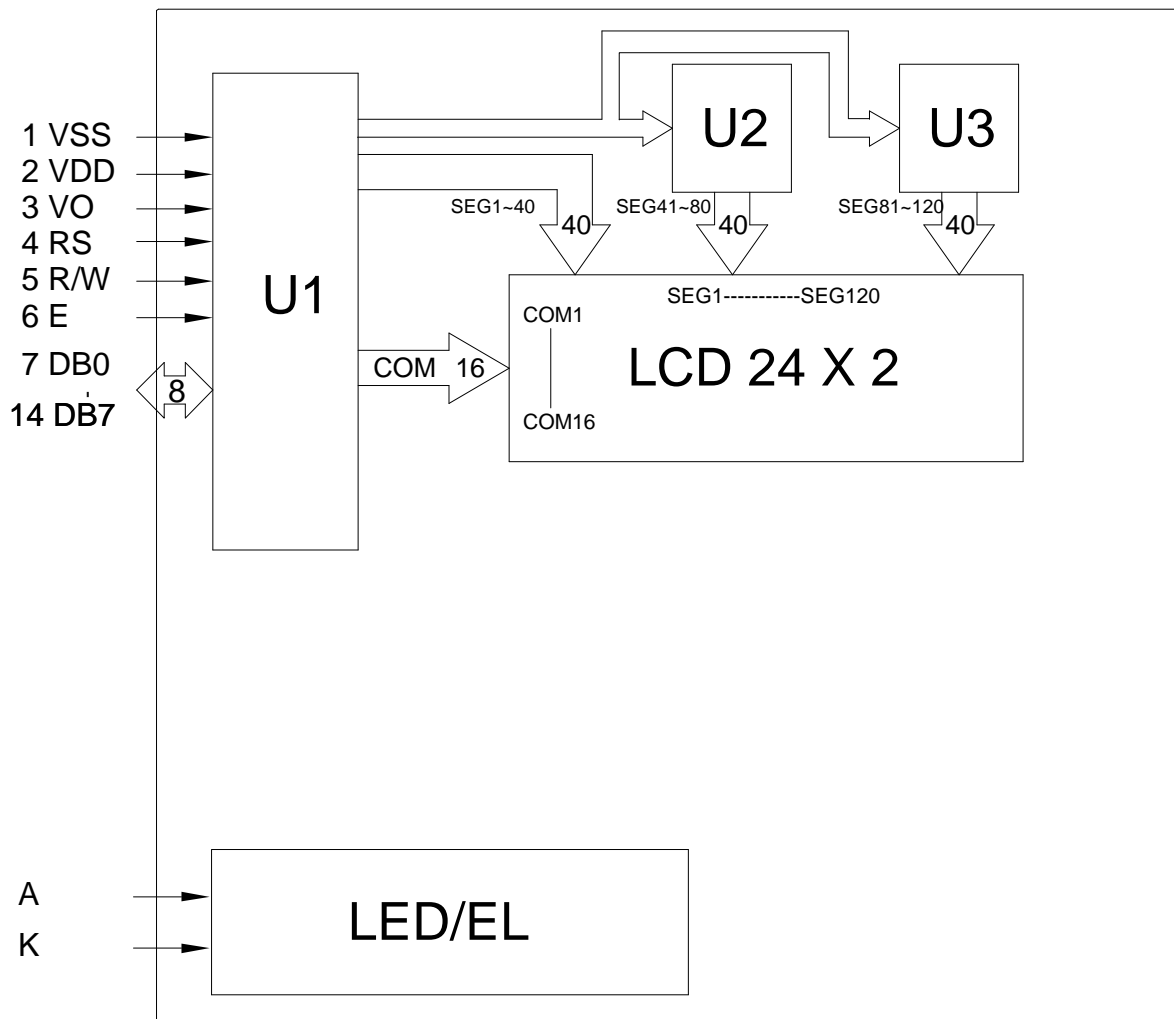 1 VSS
2 VDD
3 VO
4 RS
5 R/W
6 E
7 DB0
14 DB7
8
U1
U2
U3
SEG1~40
40
SEG41~80
40
SEG81~120
40
SEG1-----------SEG120
COM1
COM16
COM 16
LCD 24 X 2
A
K
LED/EL